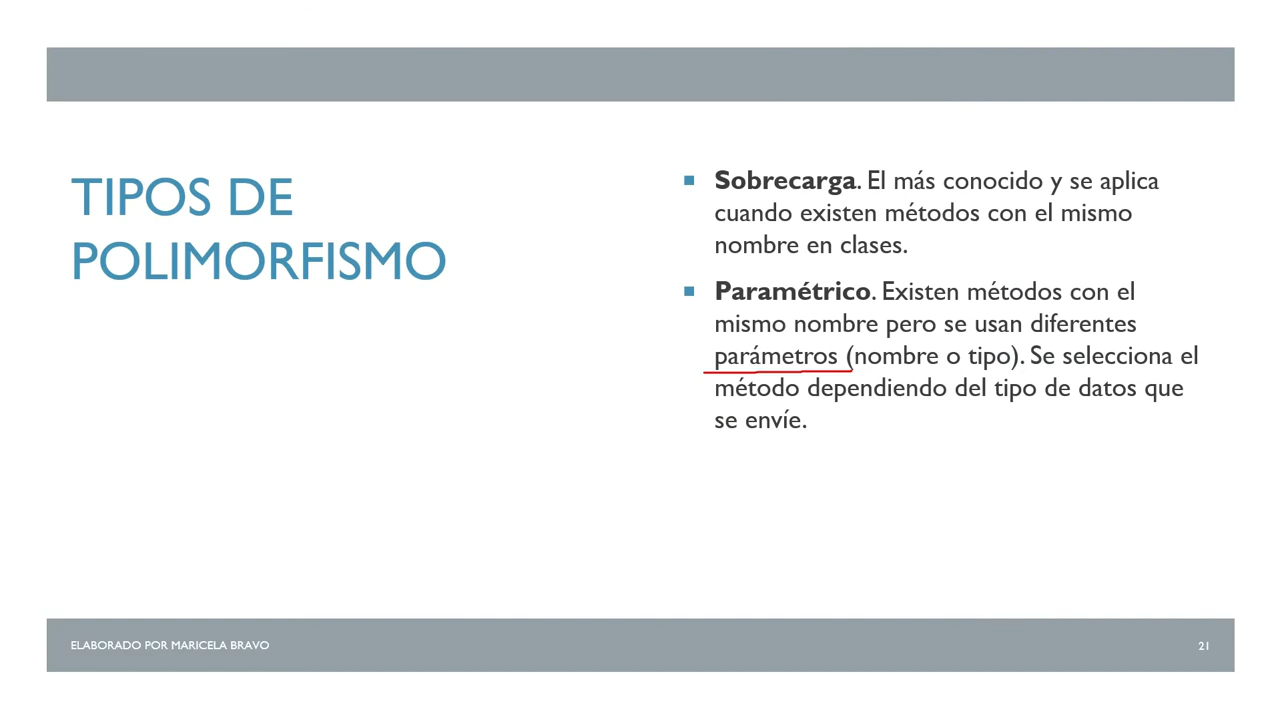 TIPOS DE
POLIMORFISMO
Sobrecarga. El más conocido y se aplica
cuando existen métodos con el mismo
nombre en clases.
Paramétrico. Existen métodos con el
mismo nombre pero se usan diferentes
parámetros (nombre o tipo). Se selecciona el
método dependiendo del tipo de datos que
se envíe.
ELABORADO POR MARICELA BRAVO
21